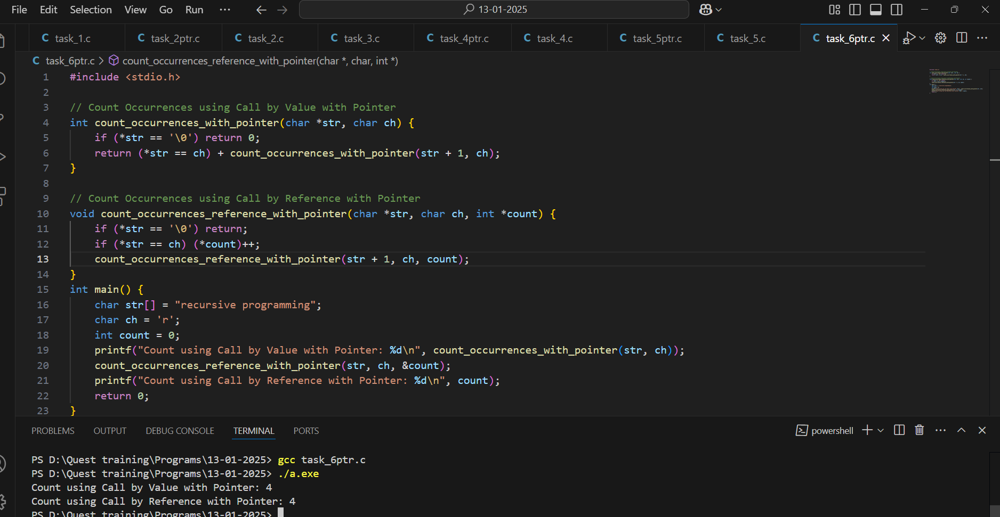 File Edit Selection View Go Run ··· 13-01-2025
C task_1.c C task_2ptr.c C task_2.c C task_3.c C task_4ptr.c C task_4.c C task_5ptr.c C task_5.c C task_6ptr.c
C task_6ptr.c > count_occurrences_reference_with_pointer(char *, char, int *)
1 #include <stdio.h>
2
3 // Count Occurrences using Call by Value with Pointer
4 int count_occurrences_with_pointer(char *str, char ch) {
5     if (*str == '\0') return 0;
6     return (*str == ch) + count_occurrences_with_pointer(str + 1, ch);
7 }
8
9 // Count Occurrences using Call by Reference with Pointer
10 void count_occurrences_reference_with_pointer(char *str, char ch, int *count) {
11     if (*str == '\0') return;
12     if (*str == ch) (*count)++;
13     count_occurrences_reference_with_pointer(str + 1, ch, count);
14 }
15 int main() {
16     char str[] = "recursive programming";
17     char ch = 'r';
18     int count = 0;
19     printf("Count using Call by Value with Pointer: %d\n", count_occurrences_with_pointer(str, ch));
20     count_occurrences_reference_with_pointer(str, ch, &count);
21     printf("Count using Call by Reference with Pointer: %d\n", count);
22     return 0;
23 }
PROBLEMS OUTPUT DEBUG CONSOLE TERMINAL PORTS powershell
PS D:\Quest training\Programs\13-01-2025> gcc task_6ptr.c
PS D:\Quest training\Programs\13-01-2025> ./a.exe
Count using Call by Value with Pointer: 4
Count using Call by Reference with Pointer: 4
PS D:\Quest training\Programs\13-01-2025>